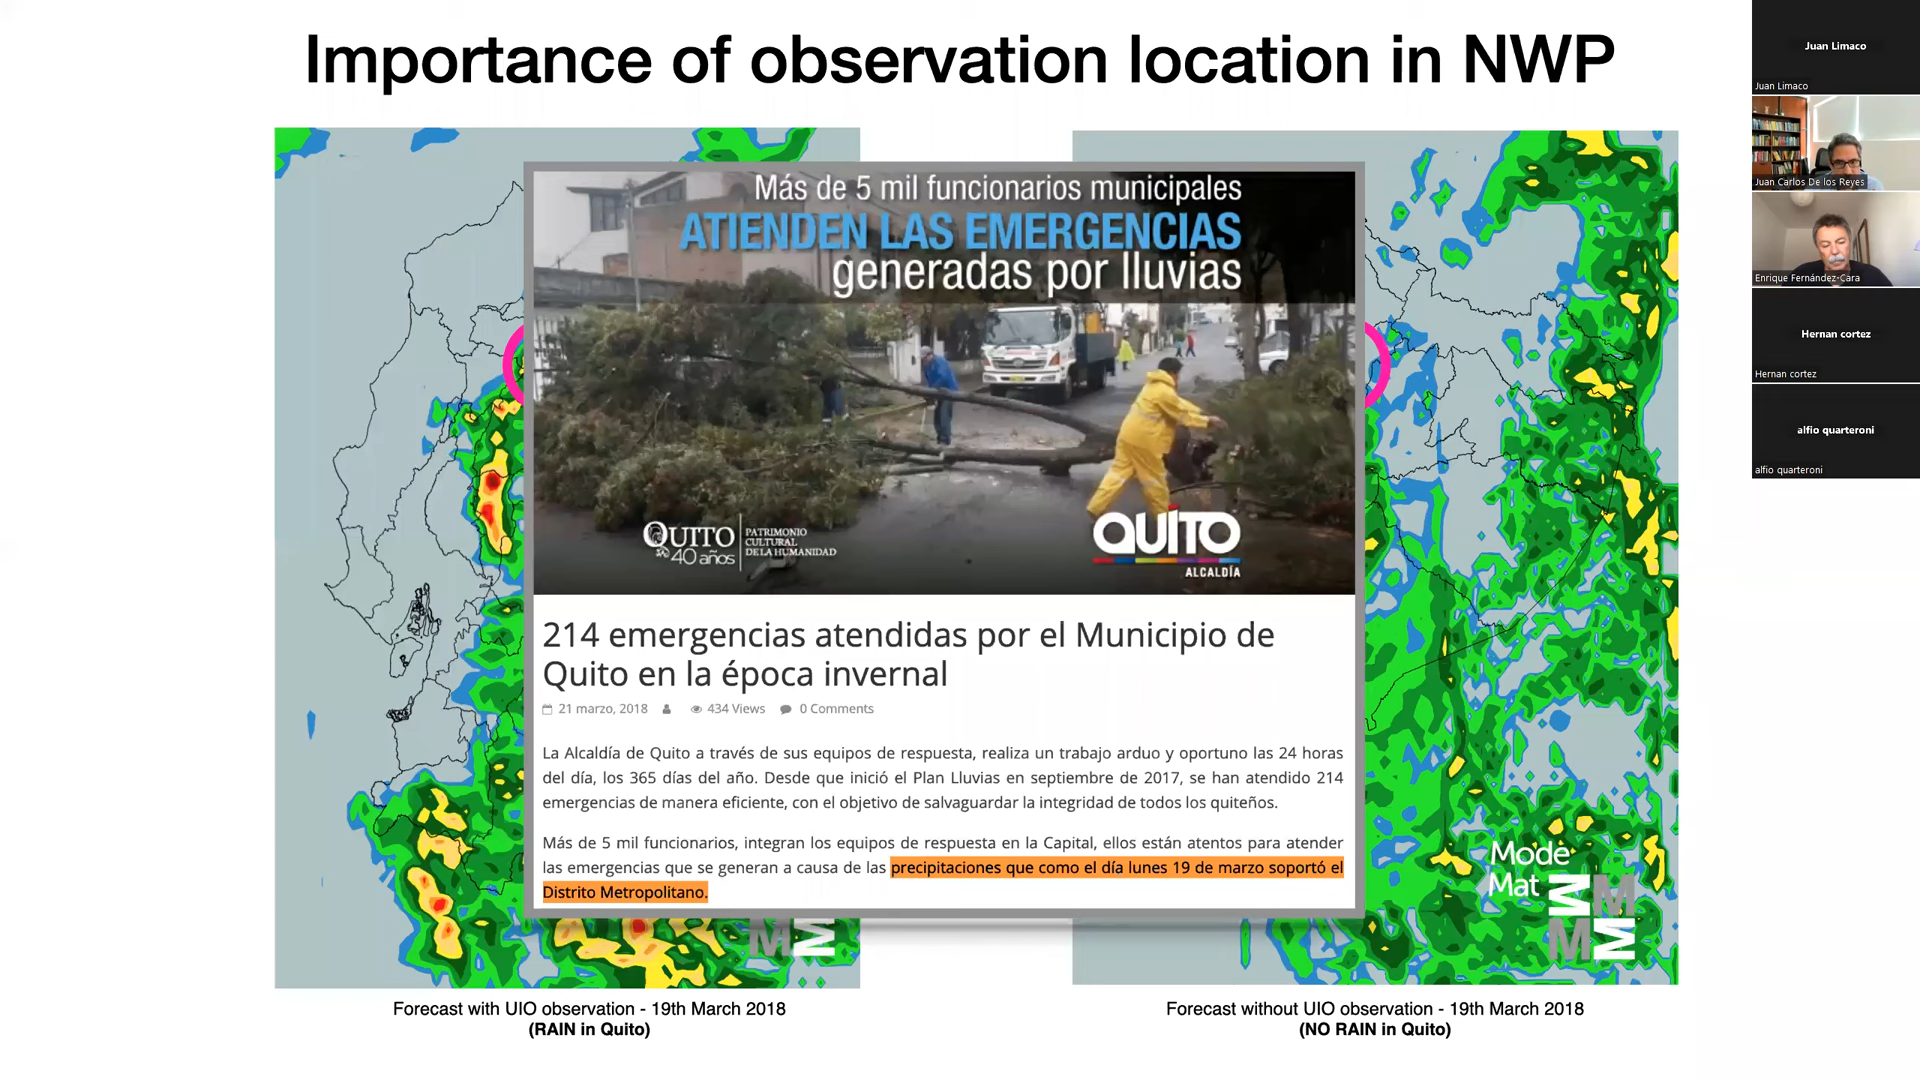 Importance of observation location in NWP
Más de 5 mil funcionarios municipales
ATIENDEN LAS EMERGENCIAS
generadas por lluvias
QUITO
40 años
PATRIMONIO
CULTURAL
DE LA HUMANIDAD
QUITO
ALCALDÍA
214 emergencias atendidas por el Municipio de
Quito en la época invernal
21 marzo, 2018 434 Views 0 Comments
La Alcaldía de Quito a través de sus equipos de respuesta, realiza un trabajo arduo y oportuno las 24 horas
del día, los 365 días del año. Desde que inició el Plan Lluvias en septiembre de 2017, se han atendido 214
emergencias de manera eficiente, con el objetivo de salvaguardar la integridad de todos los quiteños.
Más de 5 mil funcionarios, integran los equipos de respuesta en la Capital, ellos están atentos para atender
las emergencias que se generan a causa de las precipitaciones que como el día lunes 19 de marzo soportó el
Distrito Metropolitano.
Mode
Mat
MM
MM
MM
Forecast with UIO observation - 19th March 2018
(RAIN in Quito)
Forecast without UIO observation - 19th March 2018
(NO RAIN in Quito)
Juan Limaco
Juan Limaco
Juan Carlos De los Reyes
Enrique Fernández-Cara
Hernan cortez
Hernan cortez
alfio quarteroni
alfio quarteroni